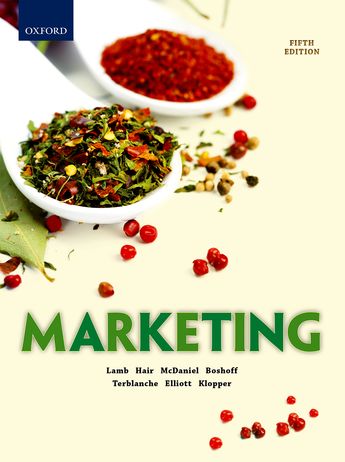 OXFORD
FIFTH
EDITION
MARKETING
Lamb Hair McDaniel Boshoff
Terblanche Elliott Klopper